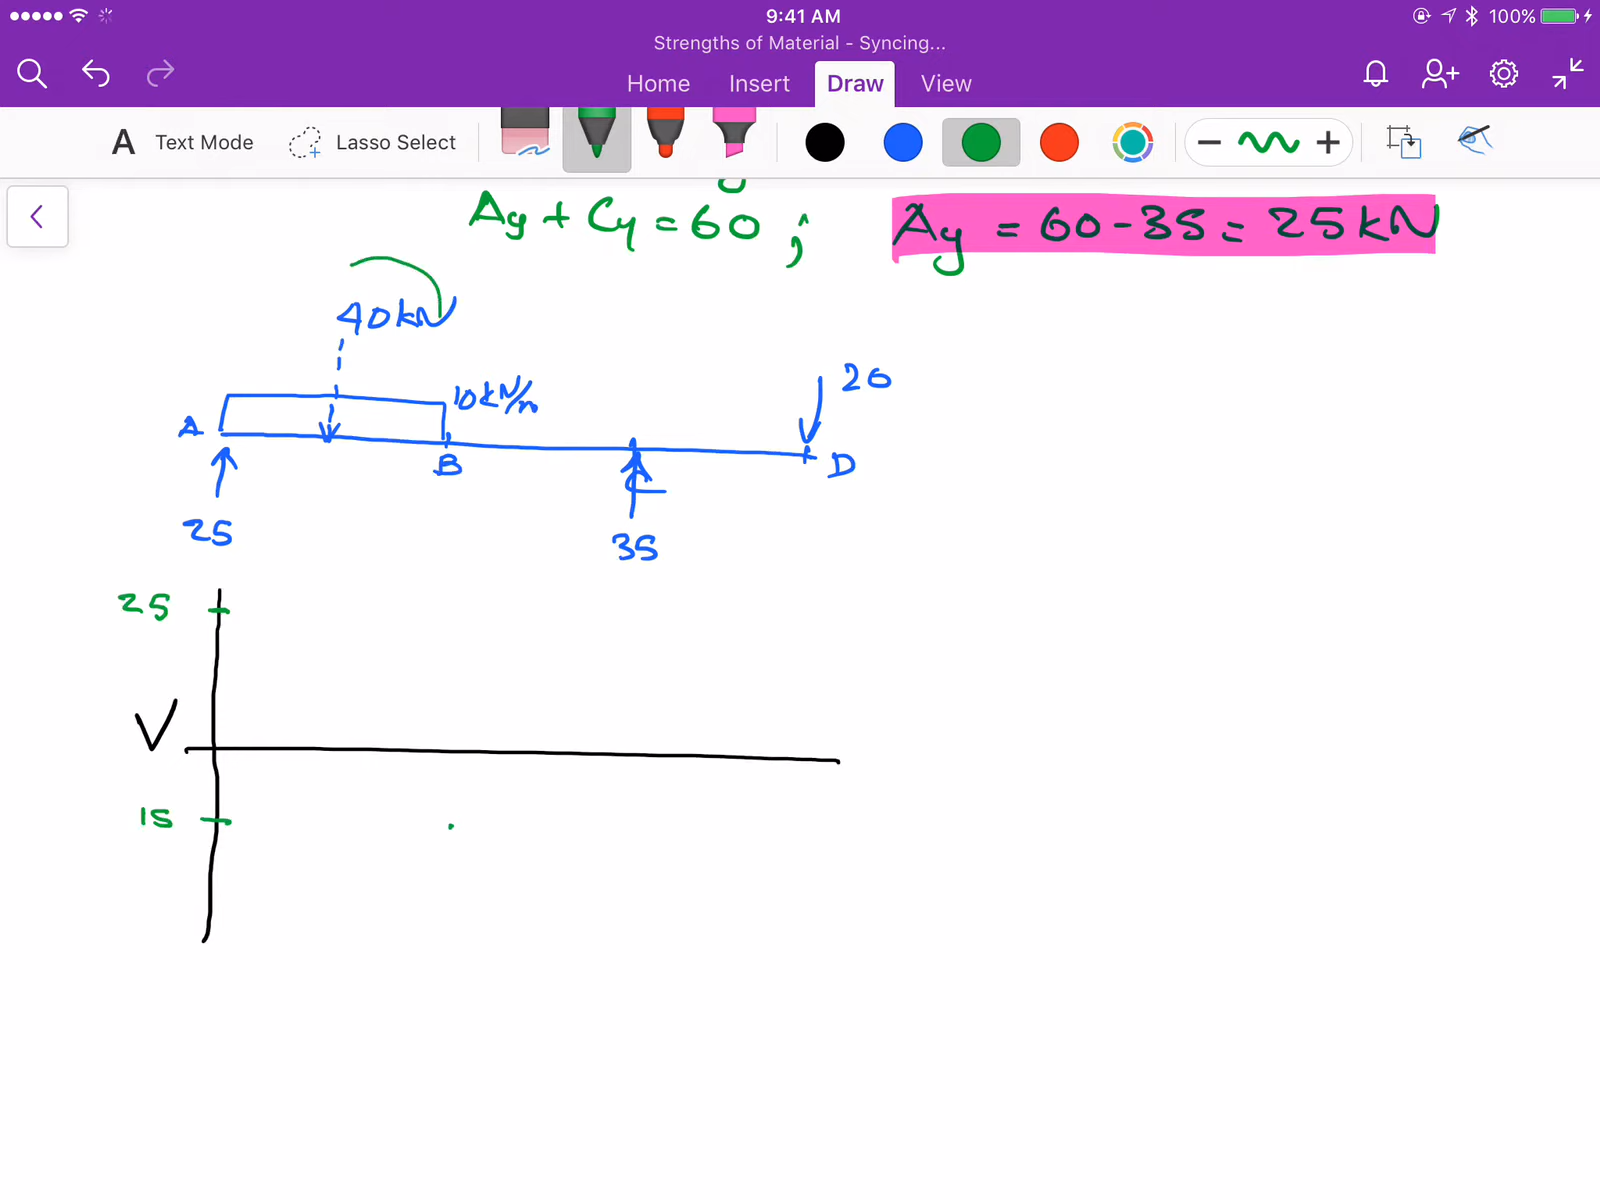 9:41 AM
100%
Strengths of Material - Syncing...
Home Insert Draw View
A Text Mode Lasso Select
Ay + Cy = 60 ; Ay = 60 - 35 = 25 kN
40kN
20
10kN/m
A
B
C
D
25
35
25
V
15